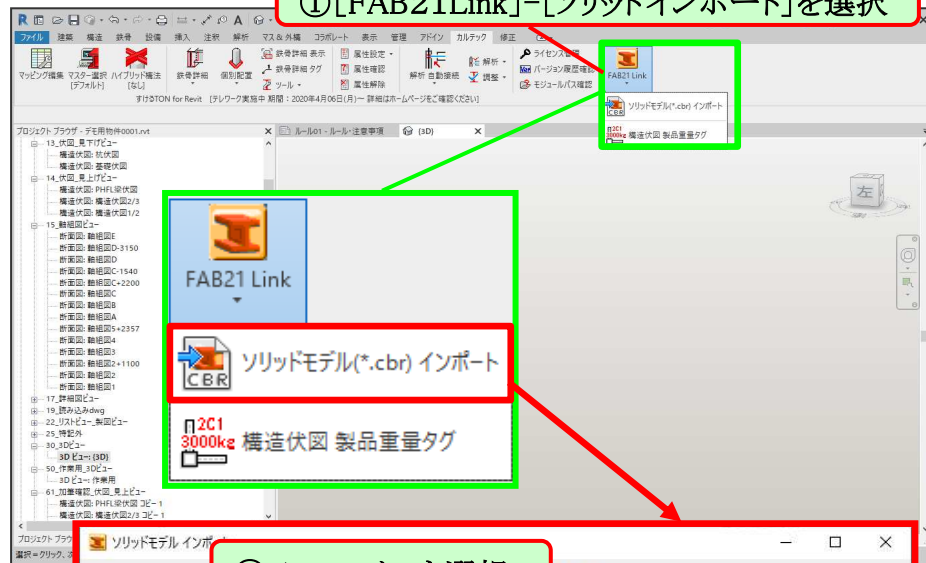 ①[FAB21Link]-[ソリッドインポート]を選択
ファイル 建築 構造 鉄骨 設備 挿入 注釈 解析 マス&外構 コラボレート 表示 管理 アドイン カルテック 修正
マッピング編集 マスター選択 ハイブリッド構法 鉄骨詳細 個別配置
[デフォルト] [なし]
鉄骨詳細 表示
鉄骨詳細 タグ
ツール
属性設定
属性確認
属性解除
解析 自動接続
解析
調整
ライセンス管理
バージョン履歴確認
モジュールパス確認
FAB21 Link
すけるTON for Revit [テレワーク実施中 期間:2020年4月06日(月)~ 詳細はホームページをご確認ください]
ソリッドモデル(*.cbr) インポート
構造伏図 製品重量タグ
プロジェクト ブラウザ - デモ用物件0001.rvt
ルール01 - ルール・注意事項
{3D}
13_伏図_見下げビュー
構造伏図: 杭伏図
構造伏図: 基礎伏図
14_伏図_見上げビュー
構造伏図: PHFL梁伏図
構造伏図: 構造伏図2/3
構造伏図: 構造伏図1/2
15_軸組図ビュー
断面図: 軸組図E
断面図: 軸組図D-3150
断面図: 軸組図D
断面図: 軸組図C-1540
断面図: 軸組図C+2200
断面図: 軸組図C
断面図: 軸組図B
断面図: 軸組図A
断面図: 軸組図5+2357
断面図: 軸組図4
断面図: 軸組図3
断面図: 軸組図2+1100
断面図: 軸組図2
断面図: 軸組図1
17_詳細図ビュー
19_読み込みdwg
22_リストビュー_製図ビュー
25_特記外
30_3Dビュー
3D ビュー: {3D}
50_作業用_3Dビュー
3D ビュー: 作業用
61_加筆確認_伏図_見上ビュー
構造伏図: PHFL梁伏図 コピー 1
構造伏図: 構造伏図2/3 コピー 1
左
FAB21 Link
CBR ソリッドモデル(*.cbr) インポート
2C1
3000kg 構造伏図 製品重量タグ
プロジェクト ブラウ
選択=クリック、
ソリッドモデル インポ